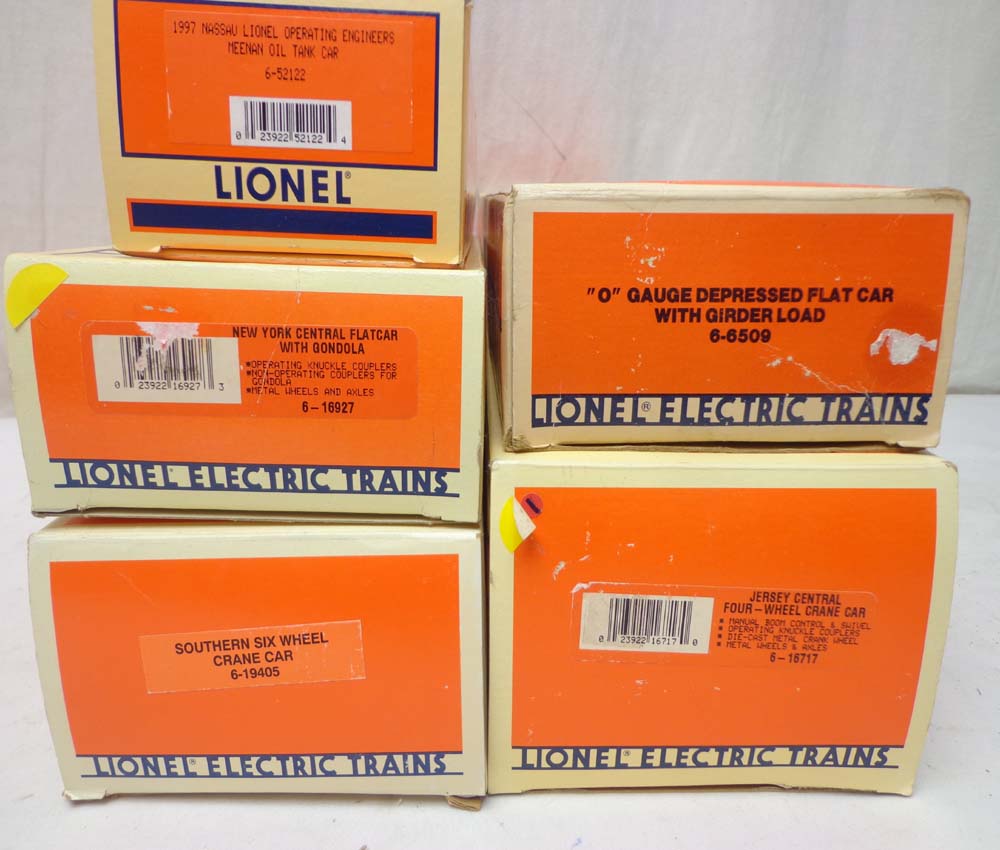 1997 NASSAU LIONEL OPERATING ENGINEERS
MEENAN OIL TANK CAR
6-52122
0 23922 52122 4
LIONEL®
NEW YORK CENTRAL FLATCAR
WITH GONDOLA
*OPERATING KNUCKLE COUPLERS
*NON-OPERATING COUPLERS FOR
GONDOLA
*METAL WHEELS AND AXLES
6-16927
0 23922 16927 3
LIONEL® ELECTRIC TRAINS
"O" GAUGE DEPRESSED FLAT CAR
WITH GIRDER LOAD
6-6509
LIONEL® ELECTRIC TRAINS
SOUTHERN SIX WHEEL
CRANE CAR
6-19405
LIONEL® ELECTRIC TRAINS
JERSEY CENTRAL
FOUR-WHEEL CRANE CAR
* MANUAL BOOM CONTROL & SWIVEL
* OPERATING KNUCKLE COUPLERS
* DIE-CAST METAL CRANK WHEEL
* METAL WHEELS & AXLES
6-16717
0 23922 16717 0
LIONEL® ELECTRIC TRAINS